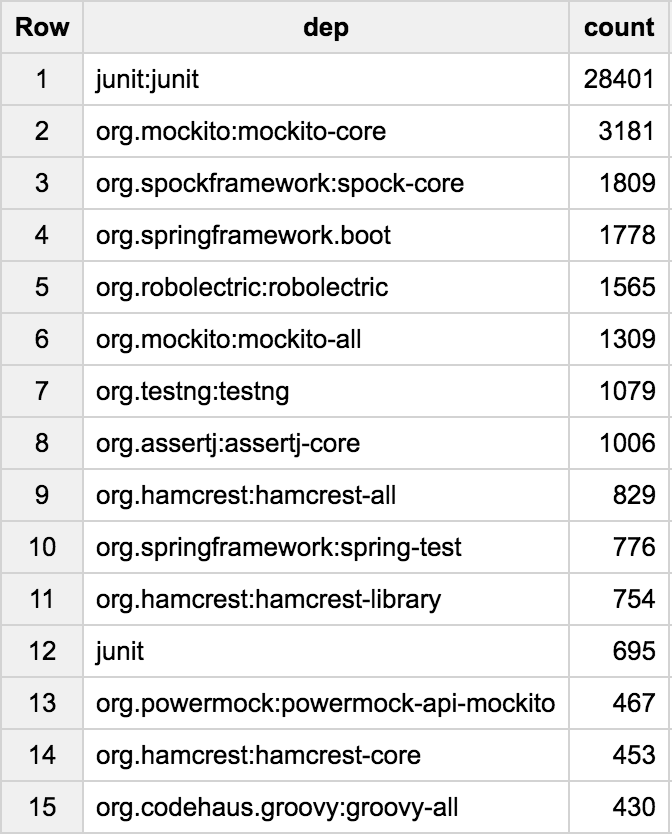 Row dep count
1 junit:junit 28401
2 org.mockito:mockito-core 3181
3 org.spockframework:spock-core 1809
4 org.springframework.boot 1778
5 org.robolectric:robolectric 1565
6 org.mockito:mockito-all 1309
7 org.testng:testng 1079
8 org.assertj:assertj-core 1006
9 org.hamcrest:hamcrest-all 829
10 org.springframework:spring-test 776
11 org.hamcrest:hamcrest-library 754
12 junit 695
13 org.powermock:powermock-api-mockito 467
14 org.hamcrest:hamcrest-core 453
15 org.codehaus.groovy:groovy-all 430